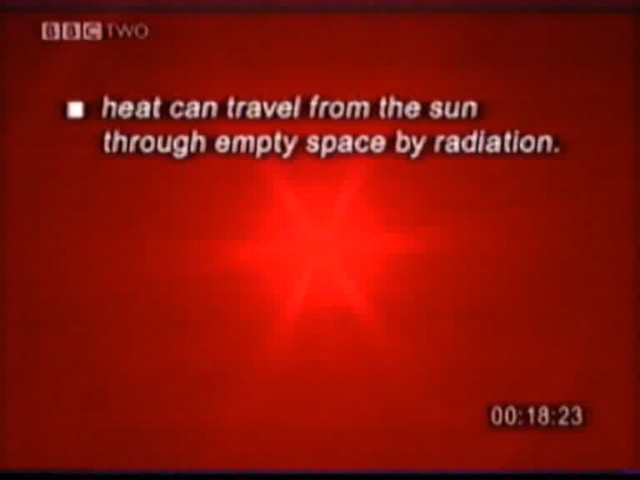 BBC TWO
heat can travel from the sun
through empty space by radiation.
00:18:23